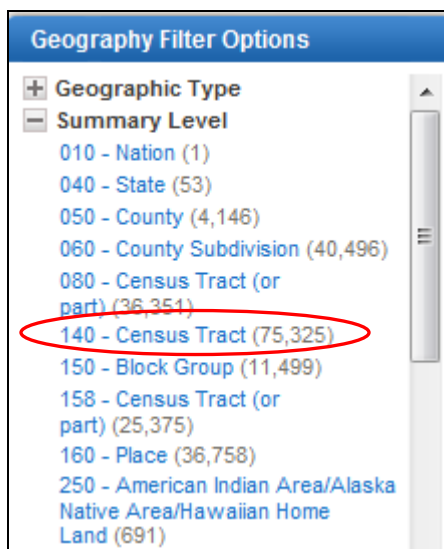 Geography Filter Options
Geographic Type
Summary Level
010 - Nation (1)
040 - State (53)
050 - County (4,146)
060 - County Subdivision (40,496)
080 - Census Tract (or
part) (36,351)
140 - Census Tract (75,325)
150 - Block Group (11,499)
158 - Census Tract (or
part) (25,375)
160 - Place (36,758)
250 - American Indian Area/Alaska
Native Area/Hawaiian Home
Land (691)